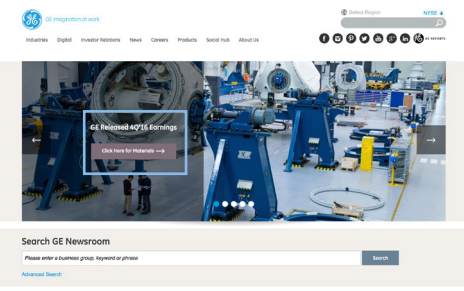 GE imagination at work
Select Region
NYSE
Industries Digital Investor Relations News Careers Products Social Hub About Us
GE REPORTS
GE Released 4Q'16 Earnings
Click Here for Materials
Search GE Newsroom
Please enter a business group, keyword or phrase
Search
Advanced Search